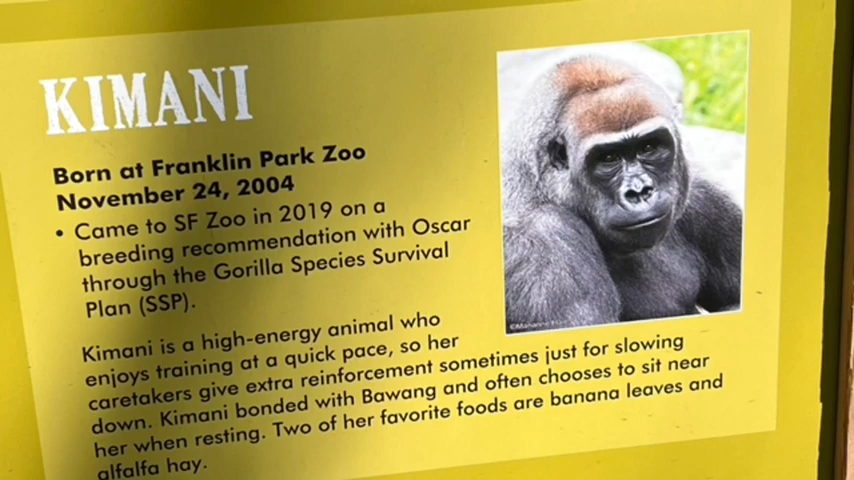 KIMANI
Born at Franklin Park Zoo
November 24, 2004
• Came to SF Zoo in 2019 on a
breeding recommendation with Oscar
through the Gorilla Species Survival
Plan (SSP).
Kimani is a high-energy animal who
enjoys training at a quick pace, so her
caretakers give extra reinforcement sometimes just for slowing
down. Kimani bonded with Bawang and often chooses to sit near
her when resting. Two of her favorite foods are banana leaves and
alfalfa hay.